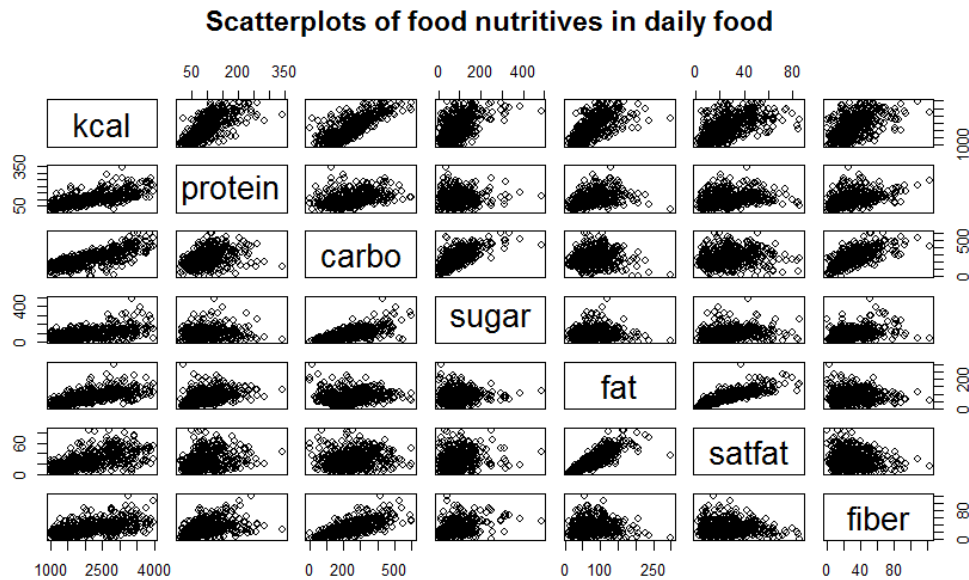 Scatterplots of food nutritives in daily food
50 150 250 350 0 200 400 0 40 80
kcal
1000
50 350
protein
carbo
0 500
0 400
sugar
fat
0 200
0 60
satfat
fiber
0 80
1000 2500 4000 0 200 500 0 100 300 0 40 80